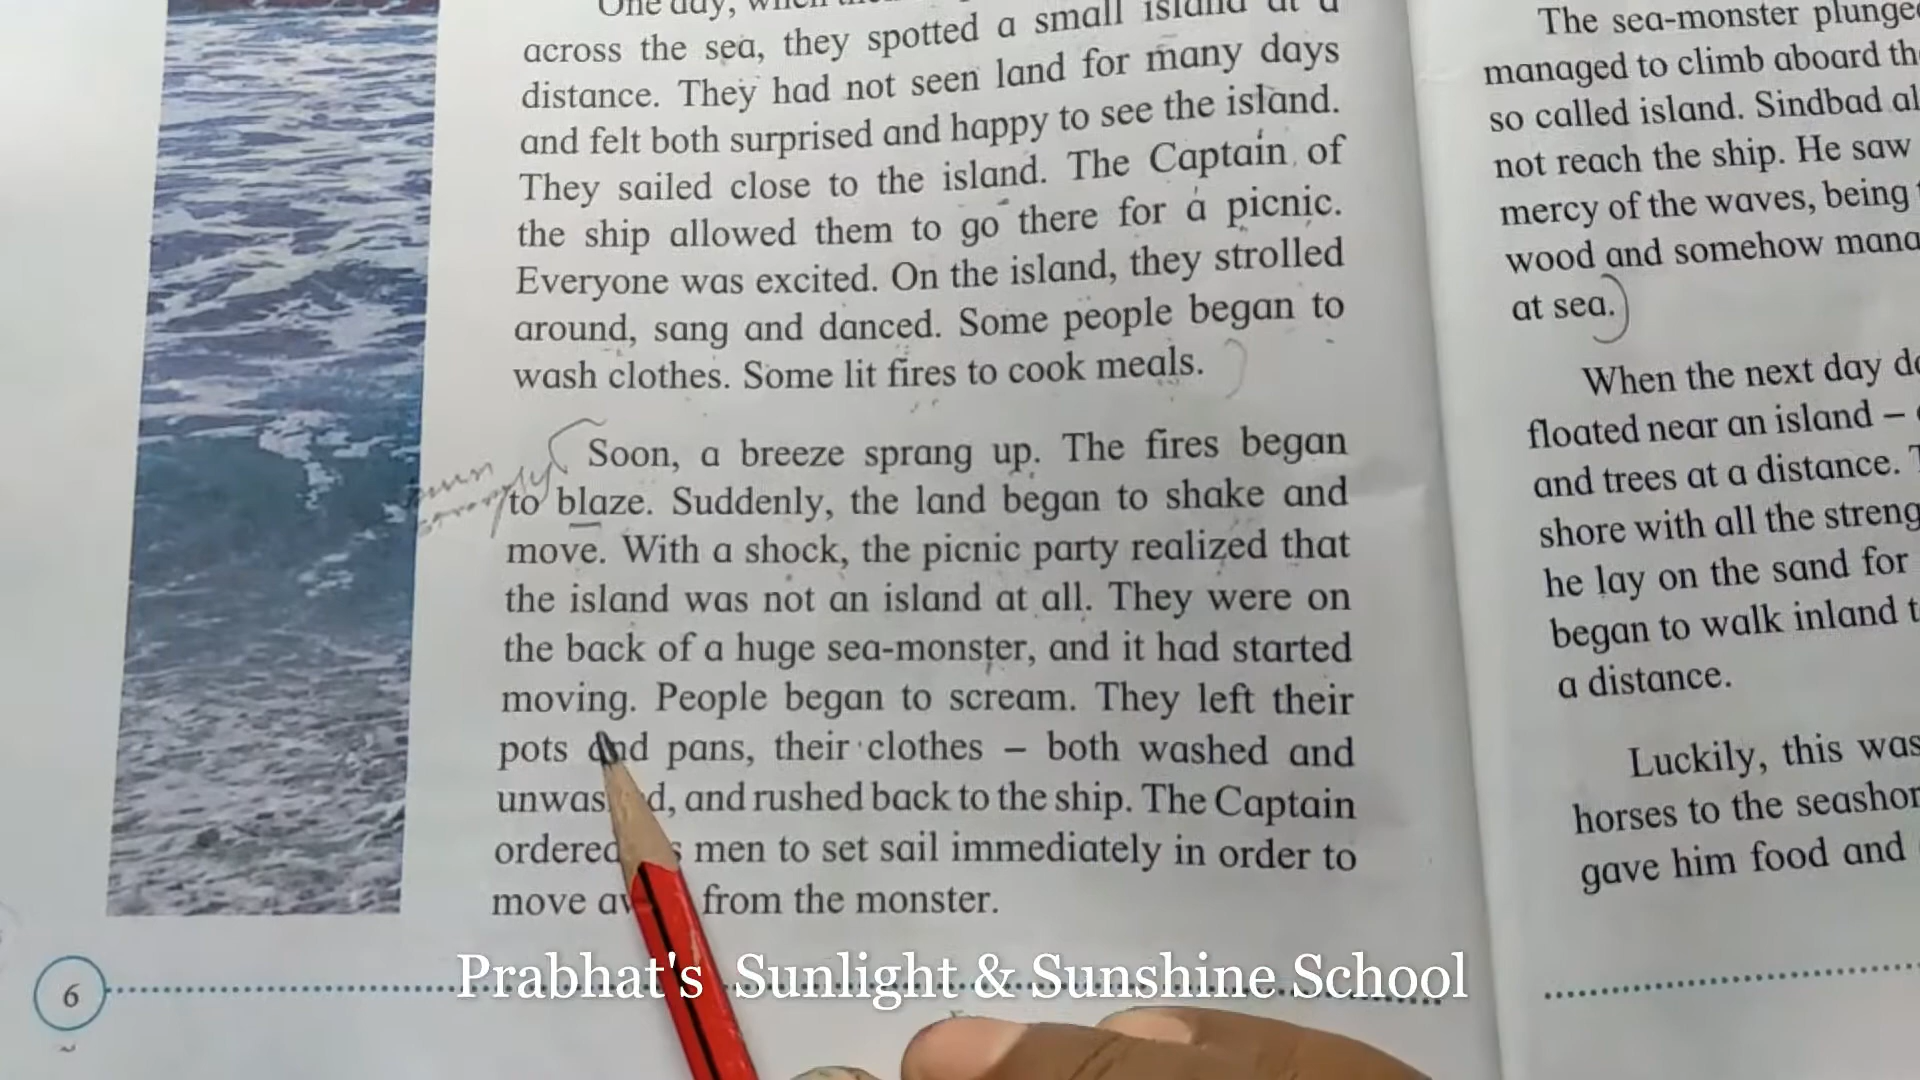 One day, when
across the sea, they spotted a small island at a
distance. They had not seen land for many days
and felt both surprised and happy to see the island.
They sailed close to the island. The Captain of
the ship allowed them to go there for a picnic.
Everyone was excited. On the island, they strolled
around, sang and danced. Some people began to
wash clothes. Some lit fires to cook meals.
Soon, a breeze sprang up. The fires began
to blaze. Suddenly, the land began to shake and
move. With a shock, the picnic party realized that
the island was not an island at all. They were on
the back of a huge sea-monster, and it had started
moving. People began to scream. They left their
pots and pans, their clothes – both washed and
unwas d, and rushed back to the ship. The Captain
ordered men to set sail immediately in order to
move from the monster.
burn
strongly
6
The sea-monster plunge
managed to climb aboard th
so called island. Sindbad al
not reach the ship. He saw
mercy of the waves, being
wood and somehow mana
at sea.
When the next day da
floated near an island –
and trees at a distance. T
shore with all the streng
he lay on the sand for
began to walk inland t
a distance.
Luckily, this was
horses to the seashor
gave him food and
Prabhat's Sunlight & Sunshine School